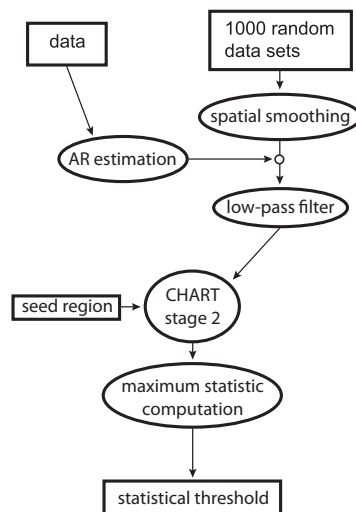 data
1000 random
data sets
spatial smoothing
AR estimation
low-pass filter
seed region
CHART
stage 2
maximum statistic
computation
statistical threshold